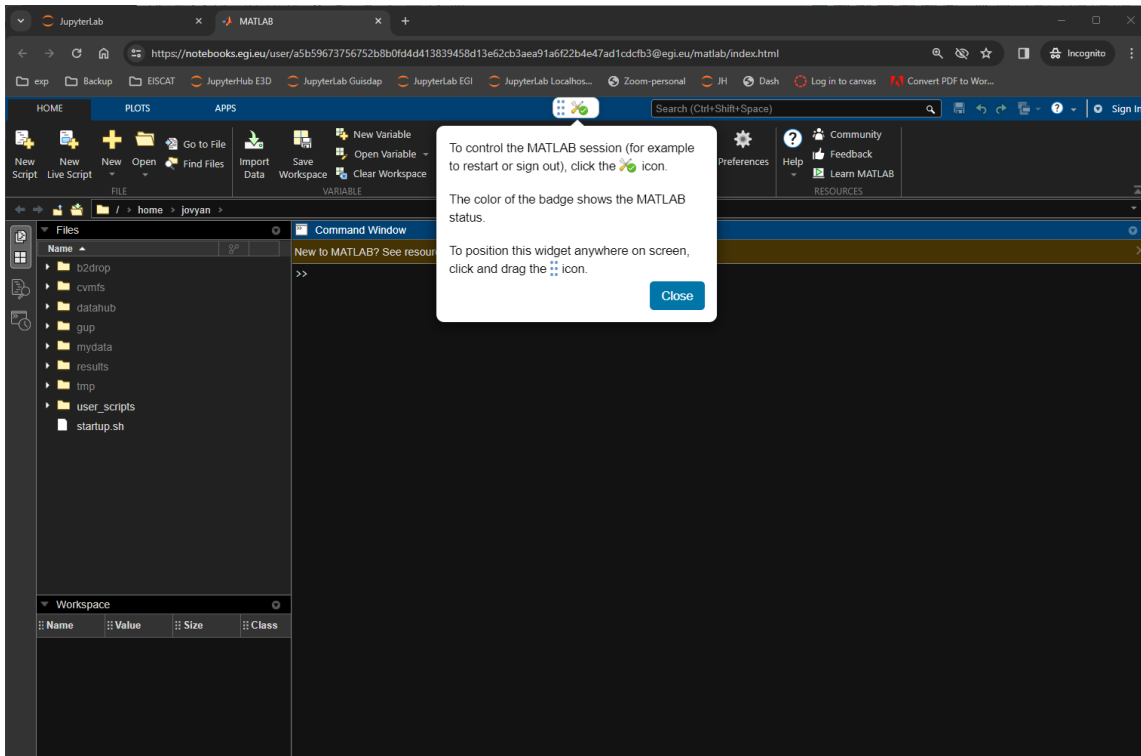 JupyterLab
MATLAB
https://notebooks.egi.eu/user/a5b59673756752b8b0fd4d413839458d13e62cb3aea91a6f22b4e47ad1cdcfb3@egi.eu/matlab/index.html
Incognito
exp
Backup
EISCAT
JupyterHub E3D
JupyterLab Guisdap
JupyterLab EGI
JupyterLab Localhos...
Zoom-personal
JH
Dash
Log in to canvas
Convert PDF to Wor...
HOME
PLOTS
APPS
Search (Ctrl+Shift+Space)
Sign In
New
Script
New
Live Script
New
Open
Go to File
Find Files
FILE
Import
Data
Save
Workspace
New Variable
Open Variable
Clear Workspace
VARIABLE
Preferences
Help
Community
Feedback
Learn MATLAB
RESOURCES
To control the MATLAB session (for example
to restart or sign out), click the icon.
The color of the badge shows the MATLAB
status.
To position this widget anywhere on screen,
click and drag the icon.
Close
/ > home > jovyan >
Files
Name
b2drop
cvmfs
datahub
gup
mydata
results
tmp
user_scripts
startup.sh
Command Window
New to MATLAB? See resour
>>
Workspace
Name Value Size Class